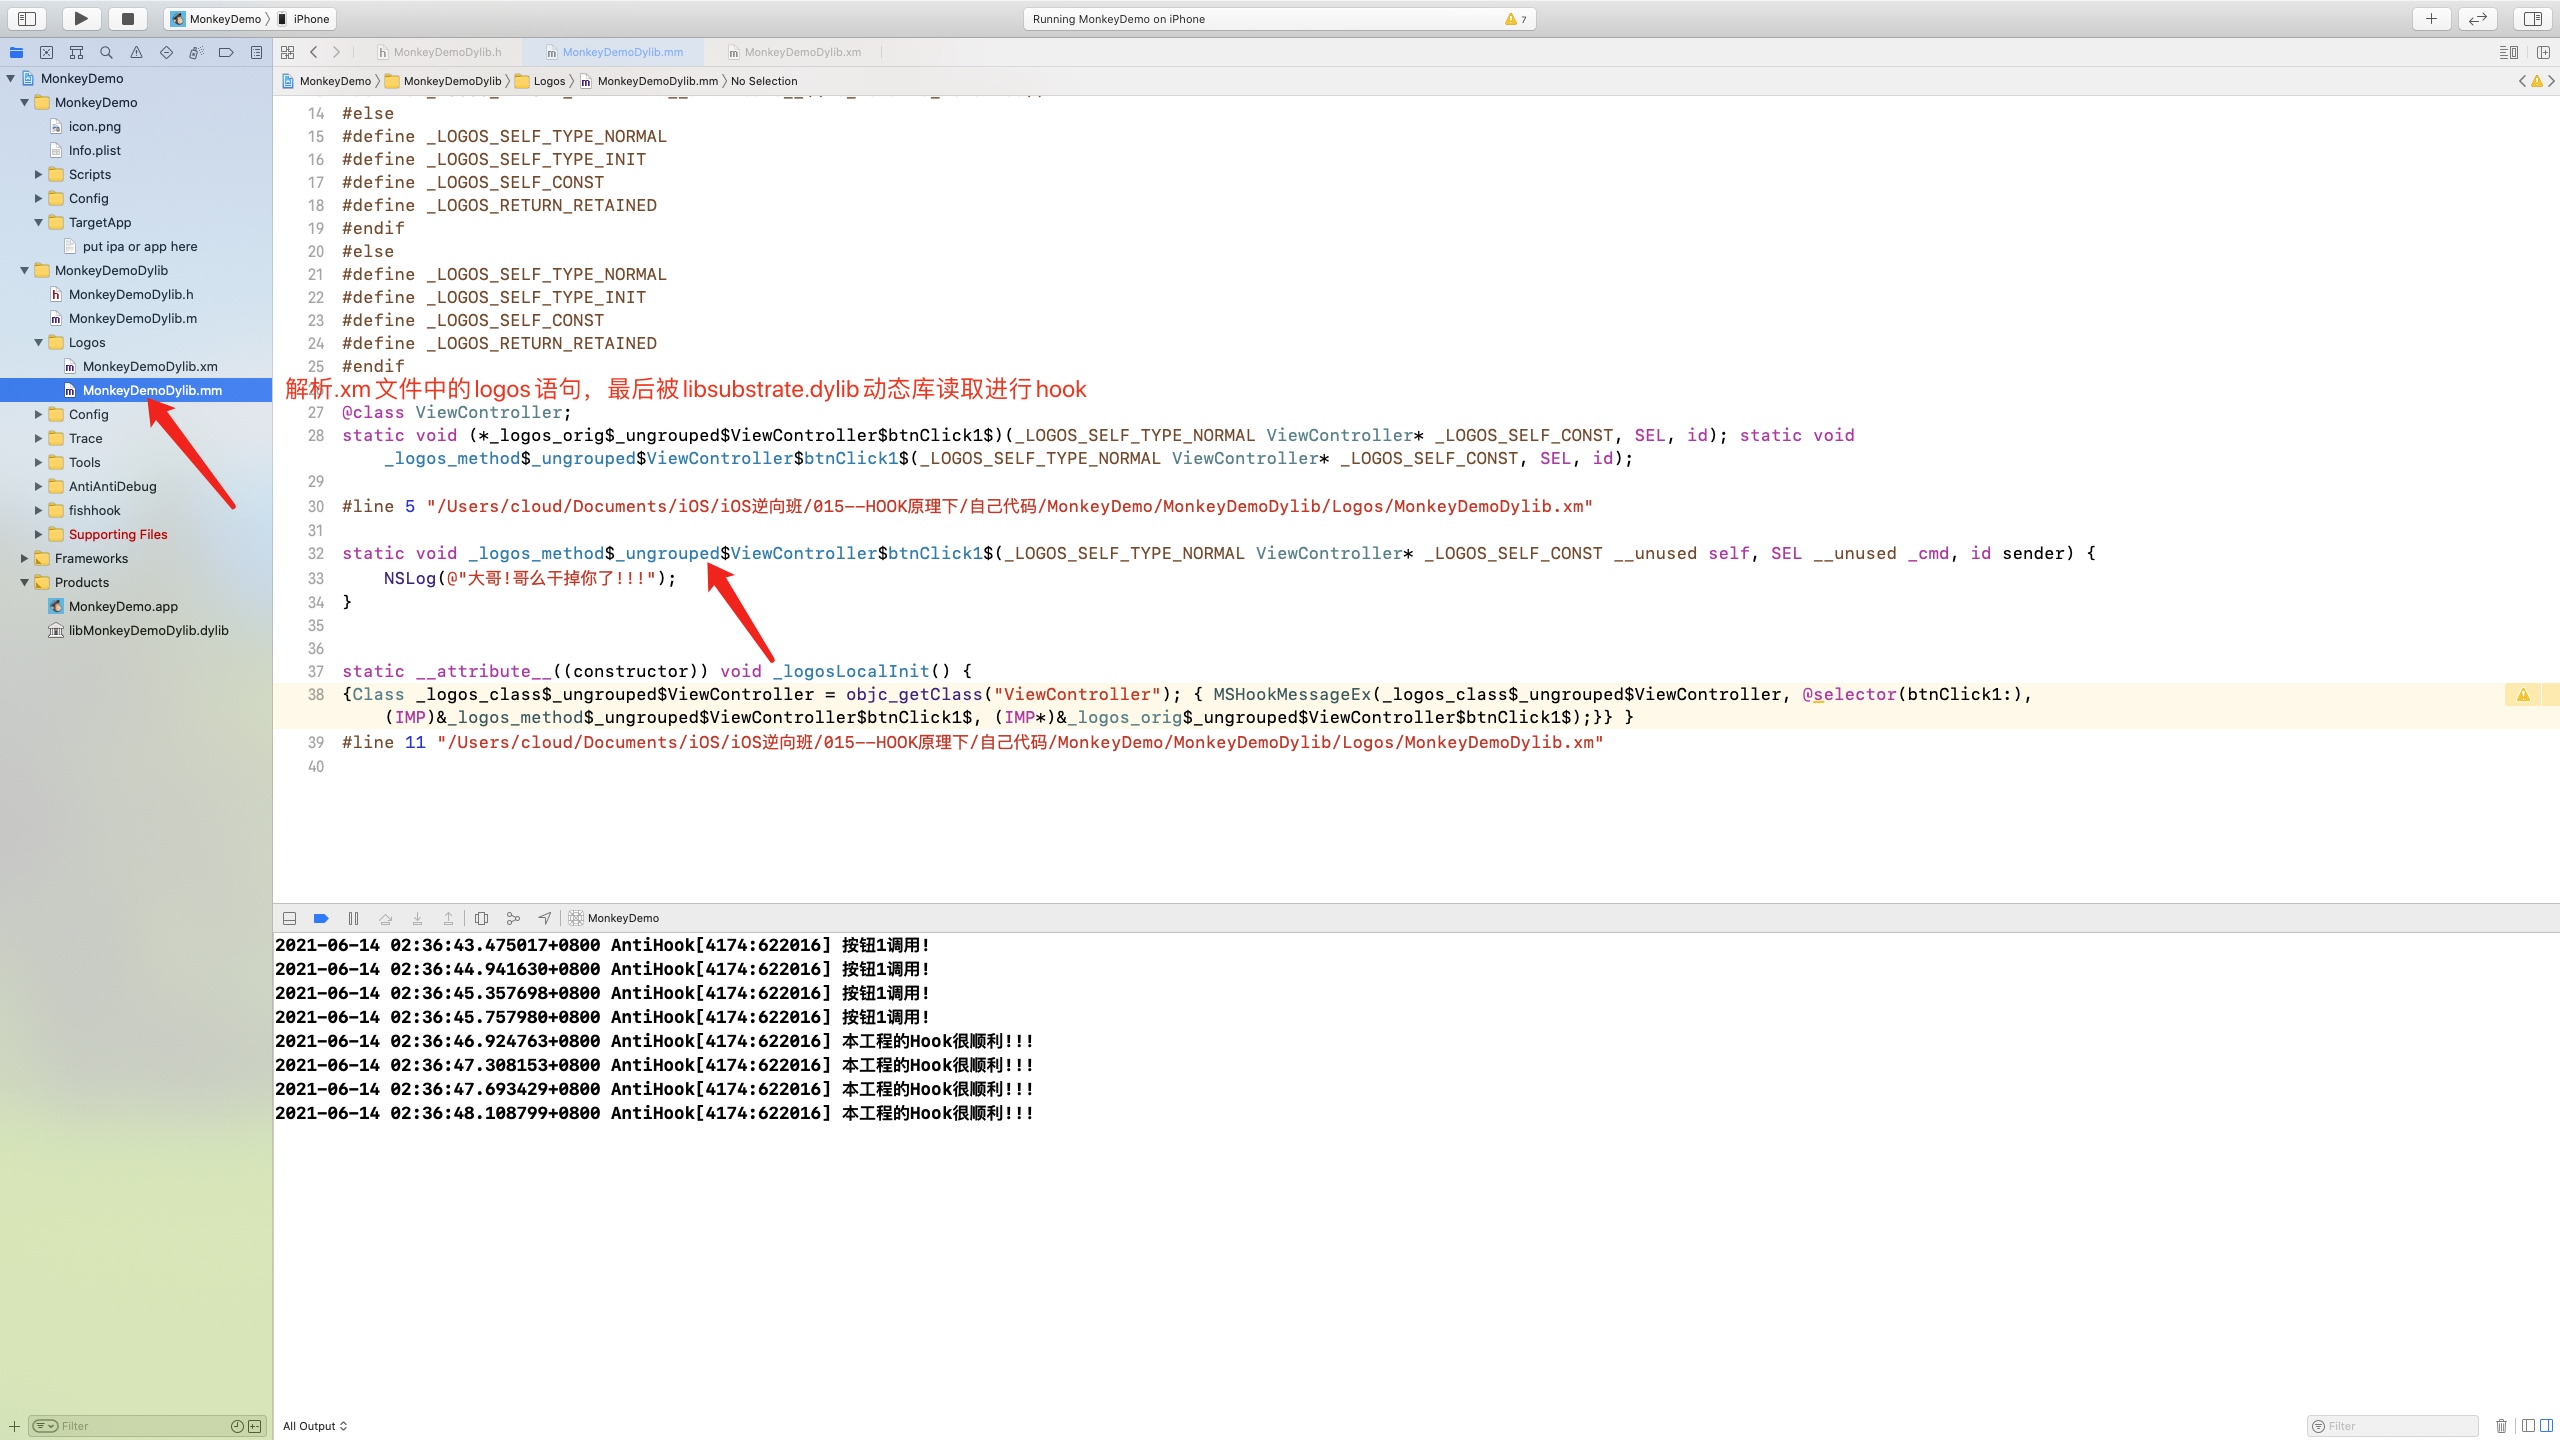 MonkeyDemo 〉 iPhone
Running MonkeyDemo on iPhone
7
MonkeyDemoDylib.h
MonkeyDemoDylib.mm
MonkeyDemoDylib.xm
MonkeyDemo 〉 MonkeyDemoDylib 〉 Logos 〉 MonkeyDemoDylib.mm 〉 No Selection
MonkeyDemo
MonkeyDemo
icon.png
Info.plist
Scripts
Config
TargetApp
put ipa or app here
MonkeyDemoDylib
MonkeyDemoDylib.h
MonkeyDemoDylib.m
Logos
MonkeyDemoDylib.xm
MonkeyDemoDylib.mm
Config
Trace
Tools
AntiAntiDebug
fishhook
Supporting Files
Frameworks
Products
MonkeyDemo.app
libMonkeyDemoDylib.dylib
Filter
14 #else
15 #define _LOGOS_SELF_TYPE_NORMAL
16 #define _LOGOS_SELF_TYPE_INIT
17 #define _LOGOS_SELF_CONST
18 #define _LOGOS_RETURN_RETAINED
19 #endif
20 #else
21 #define _LOGOS_SELF_TYPE_NORMAL
22 #define _LOGOS_SELF_TYPE_INIT
23 #define _LOGOS_SELF_CONST
24 #define _LOGOS_RETURN_RETAINED
25 #endif
解析.xm文件中的logos语句，最后被libsubstrate.dylib动态库读取进行hook
27 @class ViewController;
28 static void (*_logos_orig$_ungrouped$ViewController$btnClick1$)(_LOGOS_SELF_TYPE_NORMAL ViewController* _LOGOS_SELF_CONST, SEL, id); static void
_logos_method$_ungrouped$ViewController$btnClick1$(_LOGOS_SELF_TYPE_NORMAL ViewController* _LOGOS_SELF_CONST, SEL, id);
29
30 #line 5 "/Users/cloud/Documents/iOS/iOS逆向班/015--HOOK原理下/自己代码/MonkeyDemo/MonkeyDemoDylib/Logos/MonkeyDemoDylib.xm"
31
32 static void _logos_method$_ungrouped$ViewController$btnClick1$(_LOGOS_SELF_TYPE_NORMAL ViewController* _LOGOS_SELF_CONST __unused self, SEL __unused _cmd, id sender) {
33 NSLog(@"大哥!哥么干掉你了!!!");
34 }
35
36
37 static __attribute__((constructor)) void _logosLocalInit() {
38 {Class _logos_class$_ungrouped$ViewController = objc_getClass("ViewController"); { MSHookMessageEx(_logos_class$_ungrouped$ViewController, @selector(btnClick1:),
(IMP)&_logos_method$_ungrouped$ViewController$btnClick1$, (IMP*)&_logos_orig$_ungrouped$ViewController$btnClick1$);}} }
39 #line 11 "/Users/cloud/Documents/iOS/iOS逆向班/015--HOOK原理下/自己代码/MonkeyDemo/MonkeyDemoDylib/Logos/MonkeyDemoDylib.xm"
40
MonkeyDemo
2021-06-14 02:36:43.475017+0800 AntiHook[4174:622016] 按钮1调用!
2021-06-14 02:36:44.941630+0800 AntiHook[4174:622016] 按钮1调用!
2021-06-14 02:36:45.357698+0800 AntiHook[4174:622016] 按钮1调用!
2021-06-14 02:36:45.757980+0800 AntiHook[4174:622016] 按钮1调用!
2021-06-14 02:36:46.924763+0800 AntiHook[4174:622016] 本工程的Hook很顺利!!!
2021-06-14 02:36:47.308153+0800 AntiHook[4174:622016] 本工程的Hook很顺利!!!
2021-06-14 02:36:47.693429+0800 AntiHook[4174:622016] 本工程的Hook很顺利!!!
2021-06-14 02:36:48.108799+0800 AntiHook[4174:622016] 本工程的Hook很顺利!!!
All Output
Filter